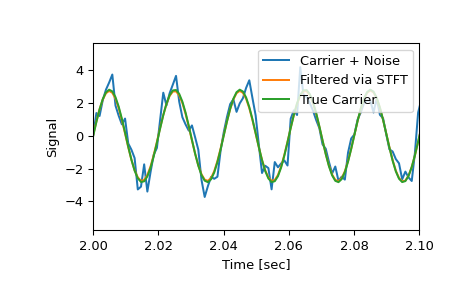 Carrier + Noise
Filtered via STFT
True Carrier
Signal
4
2
0
−2
−4
2.00 2.02 2.04 2.06 2.08 2.10
Time [sec]